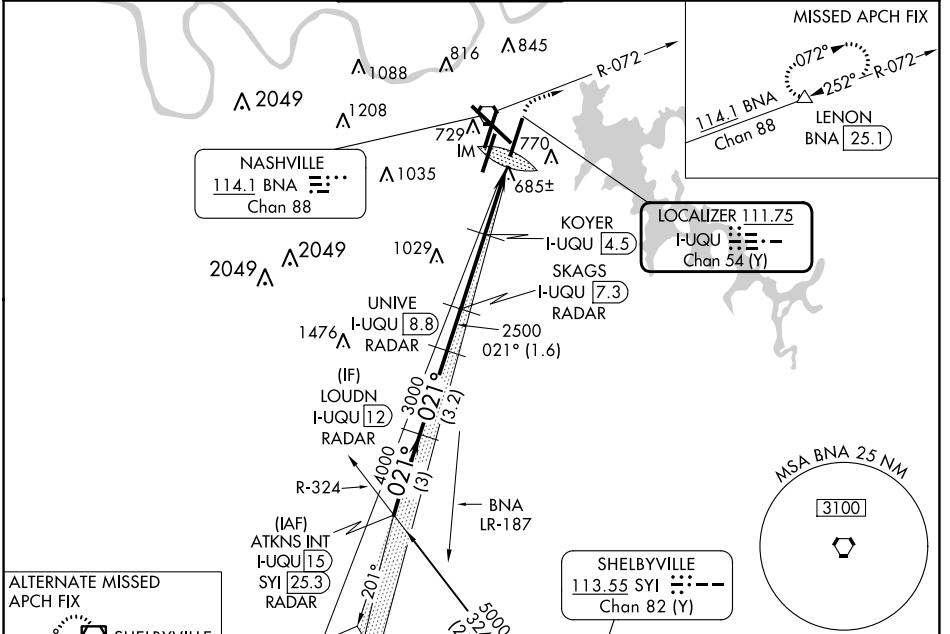 MISSED APCH FIX
072°
252°
R-072
114.1 BNA
Chan 88
LENON
BNA 25.1
R-072
845
816
1088
2049
1208
729
IM
770
1035
685±
NASHVILLE
114.1 BNA
Chan 88
LOCALIZER 111.75
I-UQU
Chan 54 (Y)
KOYER
I-UQU 4.5
SKAGS
I-UQU 7.3
RADAR
1029
2049
2049
UNIVE
I-UQU 8.8
RADAR
2500
021° (1.6)
1476
(IF)
LOUDN
I-UQU 12
RADAR
3000
021°
(3.2)
4000
021°
(3)
R-324
BNA
LR-187
(IAF)
ATKNS INT
I-UQU 15
SYI 25.3
RADAR
201°
5000
MSA BNA 25 NM
3100
SHELBYVILLE
113.55 SYI
Chan 82 (Y)
ALTERNATE MISSED
APCH FIX
SHELBYVILLE